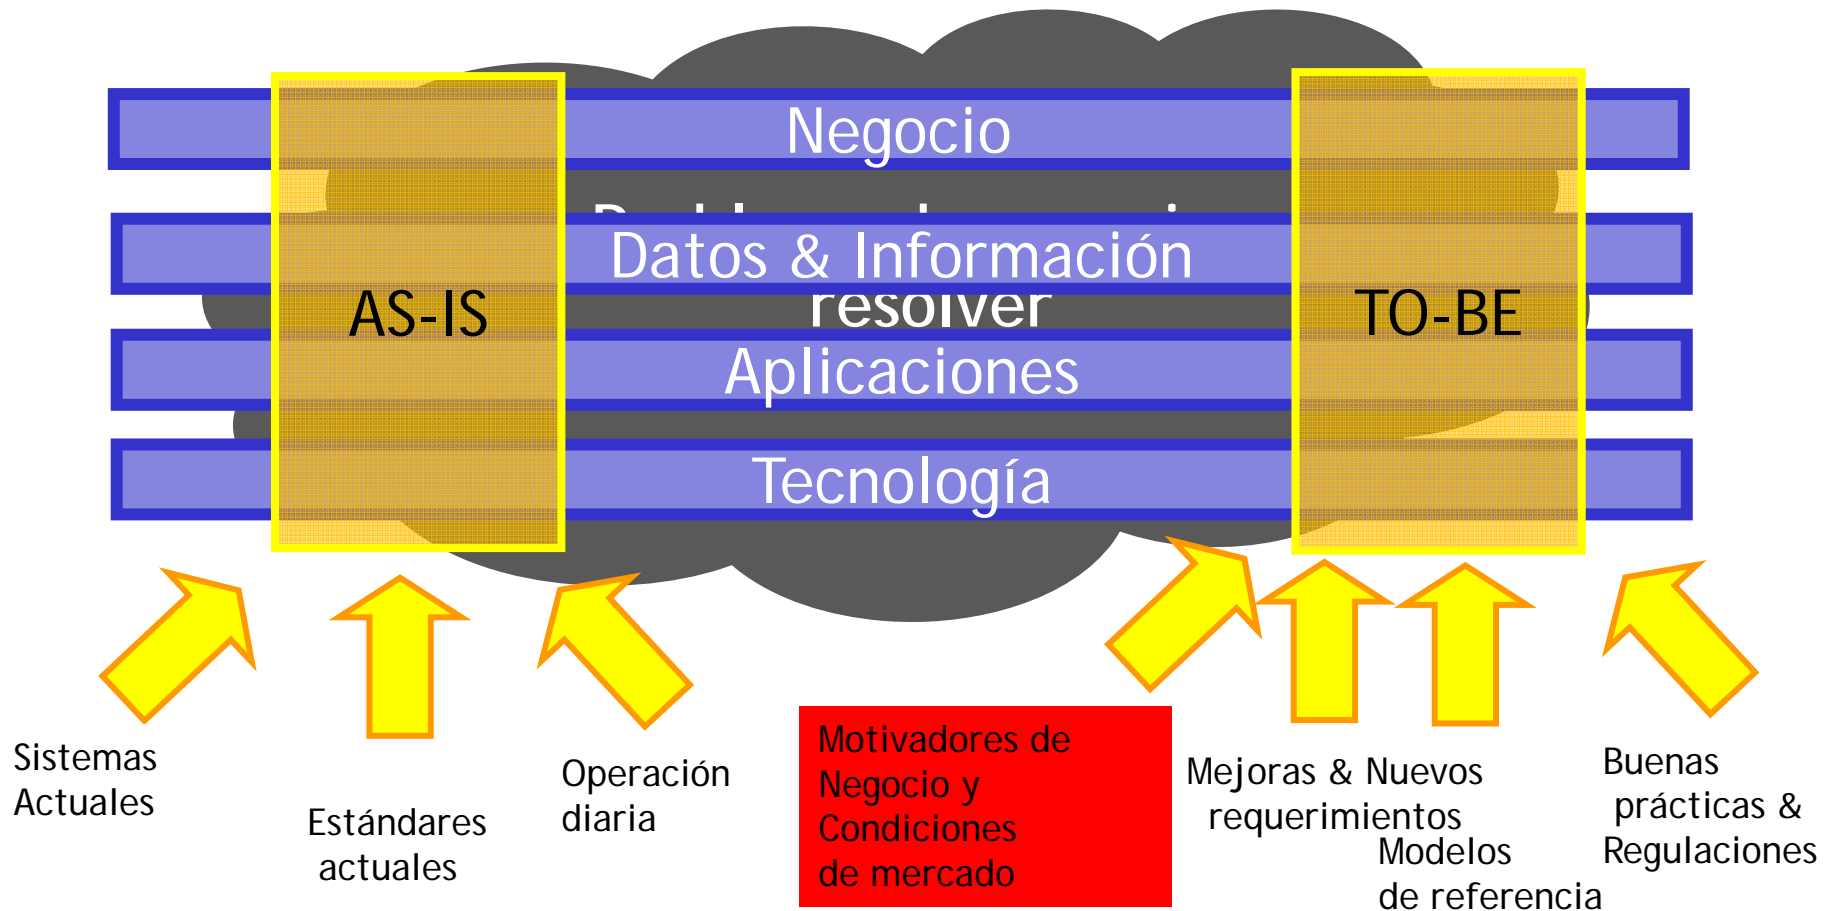 Negocio
Datos & Información
resolver
AS-IS
TO-BE
Aplicaciones
Tecnología
Sistemas
Actuales
Estándares
actuales
Operación
diaria
Motivadores de
Negocio y
Condiciones
de mercado
Mejoras & Nuevos
requerimientos
Modelos
de referencia
Buenas
prácticas &
Regulaciones